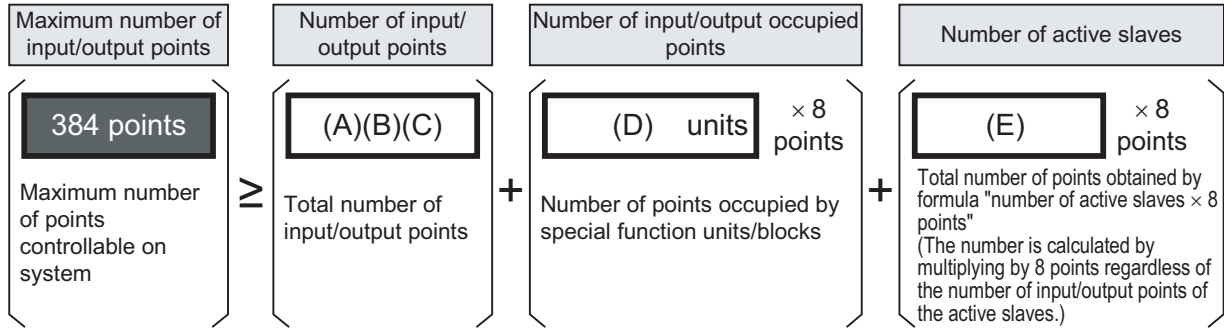 Maximum number of
input/output points
384 points
Maximum number
of points
controllable on
system
≥
Number of input/
output points
(A)(B)(C)
Total number of
input/output points
+
Number of input/output occupied
points
(D) units
× 8
points
Number of points occupied by
special function units/blocks
+
Number of active slaves
(E)
× 8
points
Total number of points obtained by
formula "number of active slaves × 8
points"
(The number is calculated by
multiplying by 8 points regardless of
the number of input/output points of
the active slaves.)